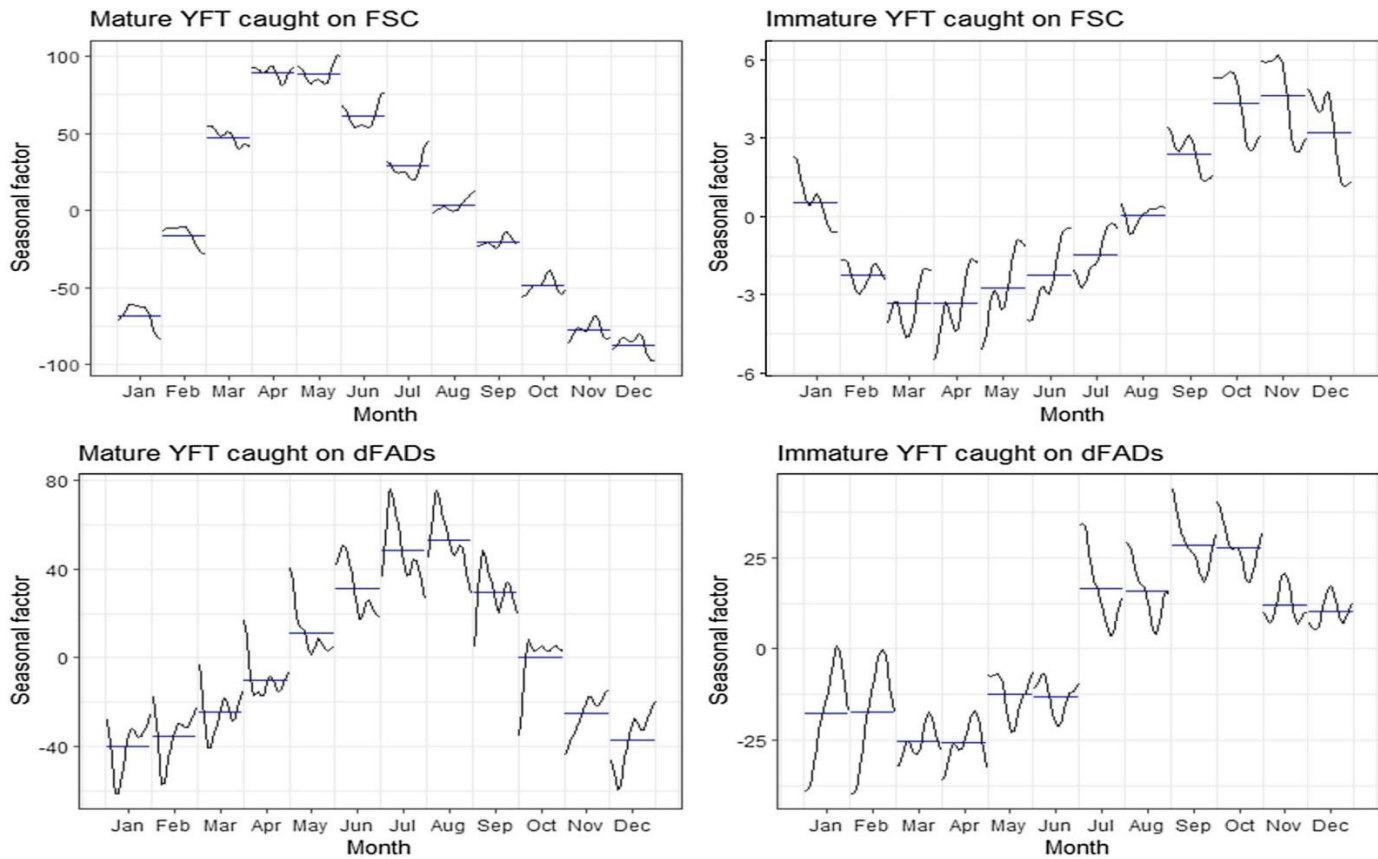 Mature YFT caught on FSC
Seasonal factor
100
50
0
-50
-100
Jan Feb Mar Apr May Jun Jul Aug Sep Oct Nov Dec
Month
Immature YFT caught on FSC
Seasonal factor
6
3
0
-3
-6
Jan Feb Mar Apr May Jun Jul Aug Sep Oct Nov Dec
Month
Mature YFT caught on dFADs
Seasonal factor
80
40
0
-40
Jan Feb Mar Apr May Jun Jul Aug Sep Oct Nov Dec
Month
Immature YFT caught on dFADs
Seasonal factor
25
0
-25
Jan Feb Mar Apr May Jun Jul Aug Sep Oct Nov Dec
Month